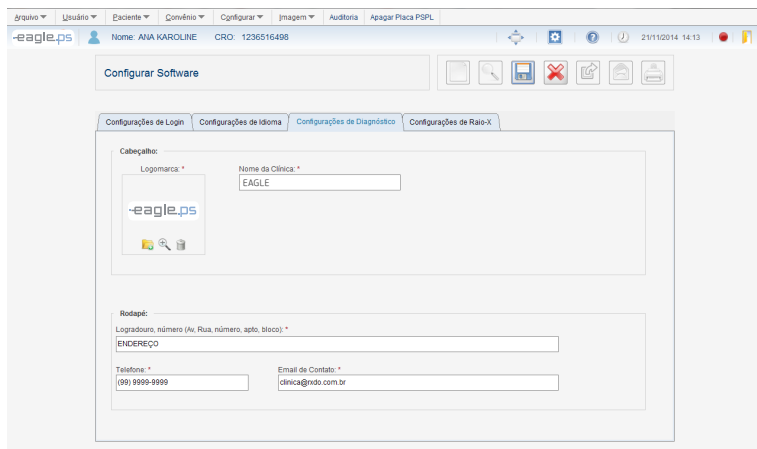 Arquivo Usuário Paciente Convênio Configurar Imagem Auditoria Apagar Placa PSPL
eagle.ps Nome: ANA KAROLINE CRO: 1236516498 21/11/2014 14:13
Configurar Software
Configurações de Login Configurações de Idioma Configurações de Diagnóstico Configurações de Raio-X
Cabeçalho:
Logomarca: * Nome da Clínica: *
EAGLE
eagle.ps
Rodapé:
Logradouro, número (Av, Rua, número, apto, bloco): *
ENDEREÇO
Telefone: * Email de Contato: *
(99) 9999-9999 clinica@rxdo.com.br